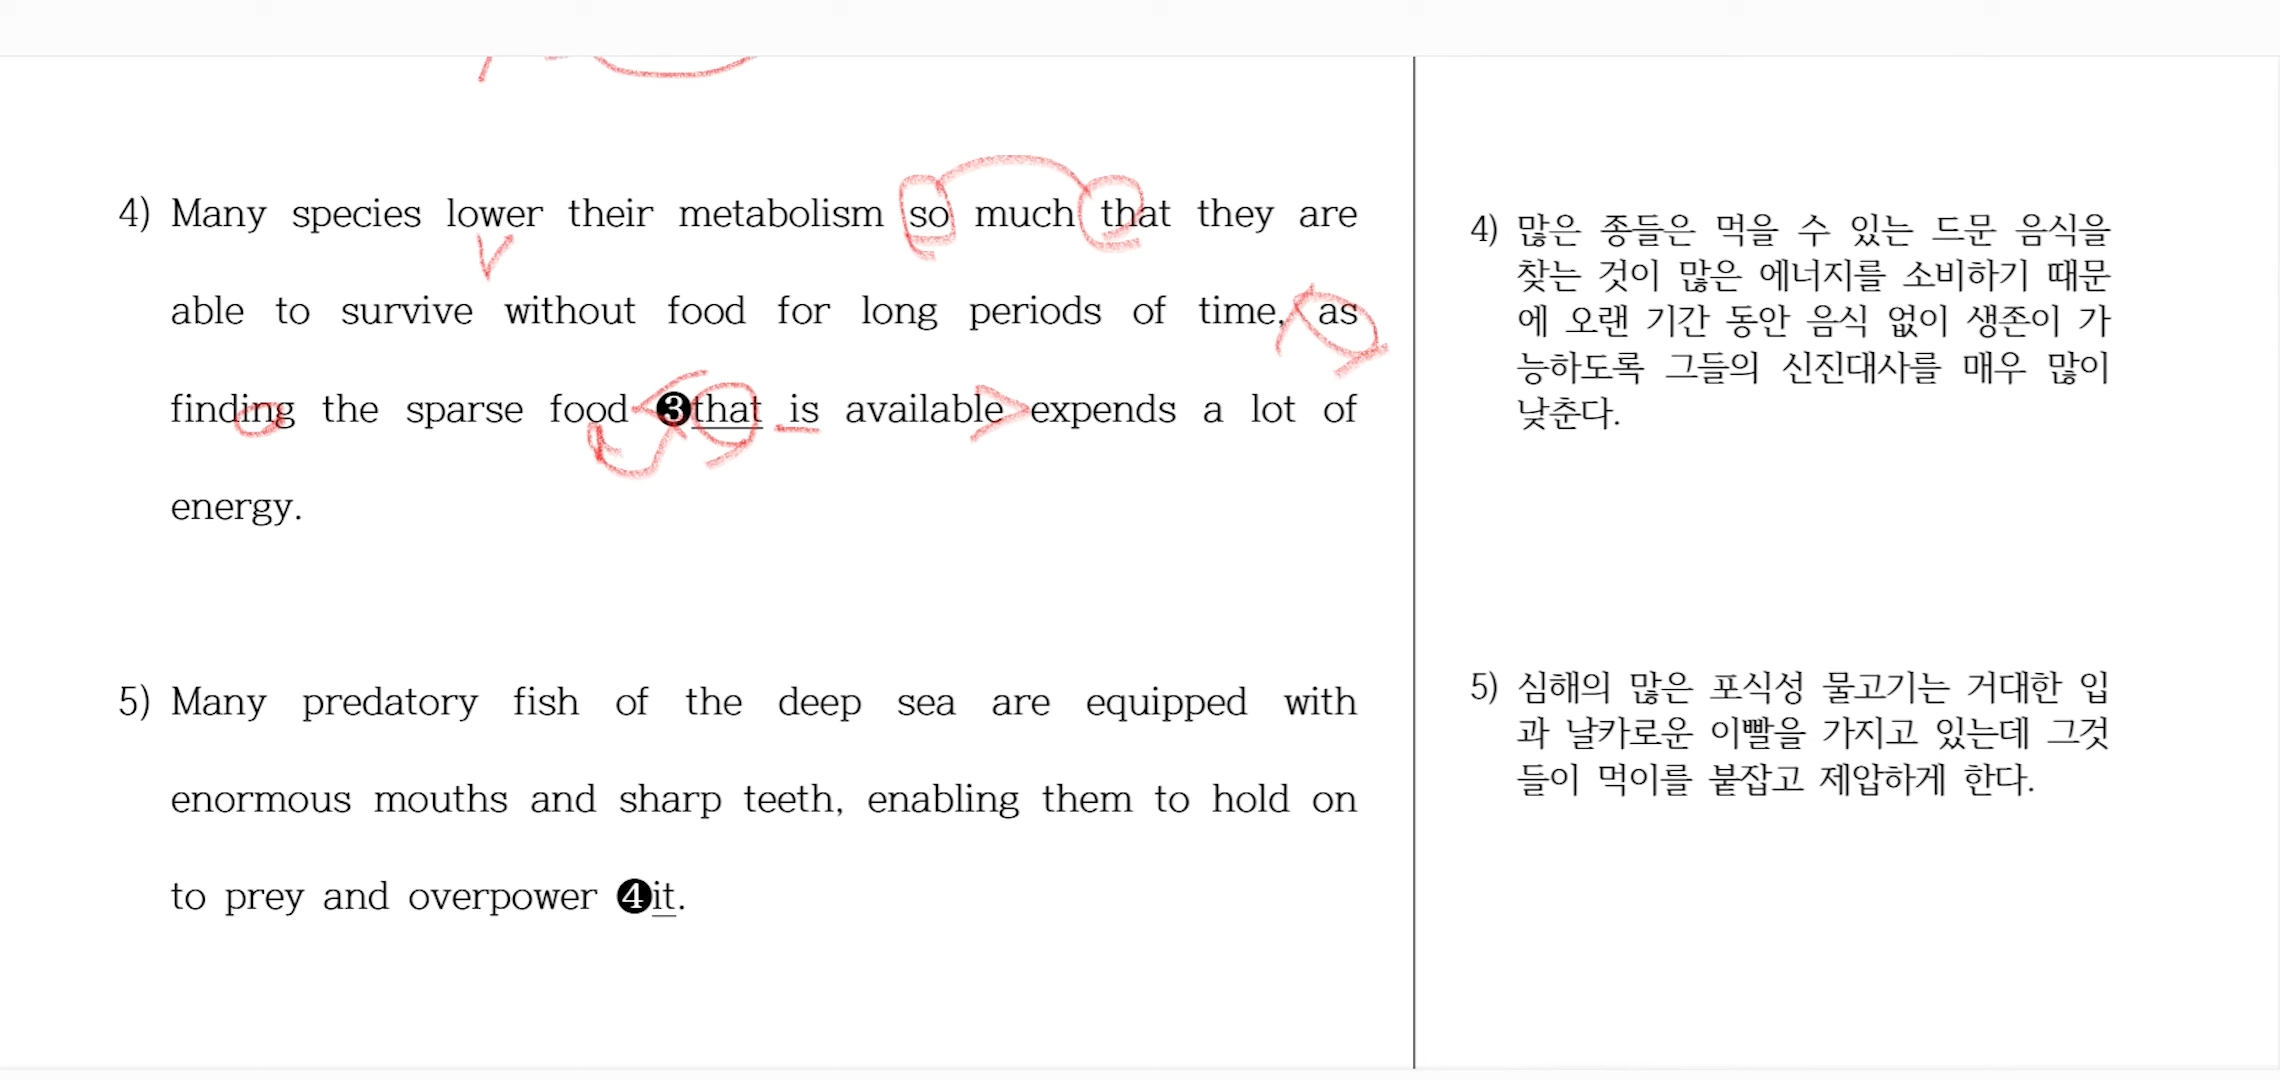 4) Many species lower their metabolism so much that they are
able to survive without food for long periods of time, as
finding the sparse food ❸that is available expends a lot of
energy.
4) 많은 종들은 먹을 수 있는 드문 음식을
찾는 것이 많은 에너지를 소비하기 때문
에 오랜 기간 동안 음식 없이 생존이 가
능하도록 그들의 신진대사를 매우 많이
낮춘다.
5) Many predatory fish of the deep sea are equipped with
enormous mouths and sharp teeth, enabling them to hold on
to prey and overpower ❹it.
5) 심해의 많은 포식성 물고기는 거대한 입
과 날카로운 이빨을 가지고 있는데 그것
들이 먹이를 붙잡고 제압하게 한다.